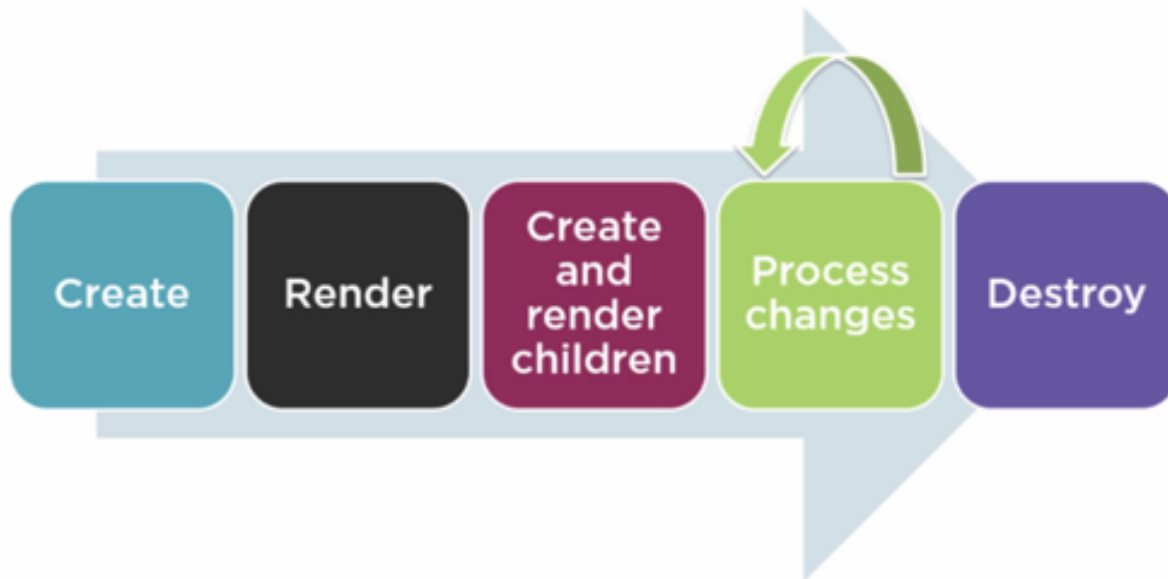 Create
Render
Create
and
render
children
Process
changes
Destroy